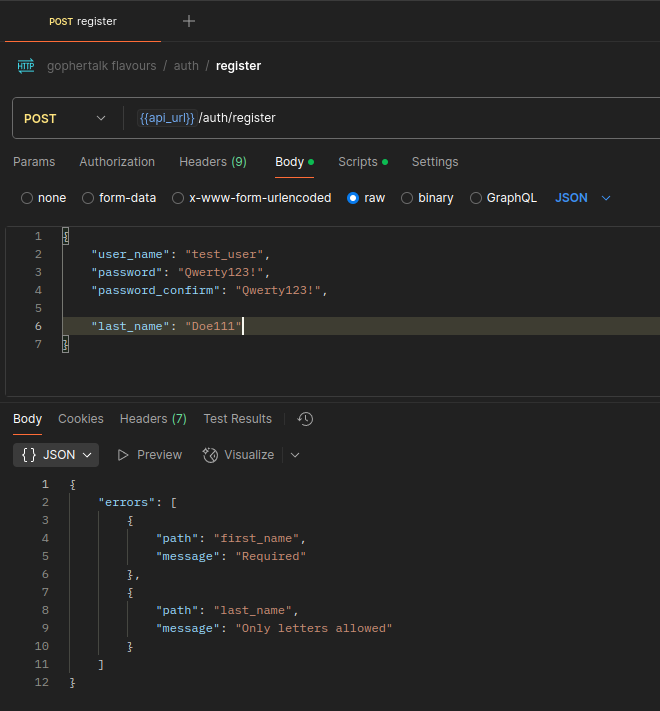 POST register
HTTP gophertalk flavours / auth / register
POST {{api_url}} /auth/register
Params Authorization Headers (9) Body Scripts Settings
none form-data x-www-form-urlencoded raw binary GraphQL JSON
1 {
2 "user_name": "test_user",
3 "password": "Qwerty123!",
4 "password_confirm": "Qwerty123!",
5
6 "last_name": "Doe111"
7 }
Body Cookies Headers (7) Test Results
{} JSON Preview Visualize
1 {
2 "errors": [
3 {
4 "path": "first_name",
5 "message": "Required"
6 },
7 {
8 "path": "last_name",
9 "message": "Only letters allowed"
10 }
11 ]
12 }